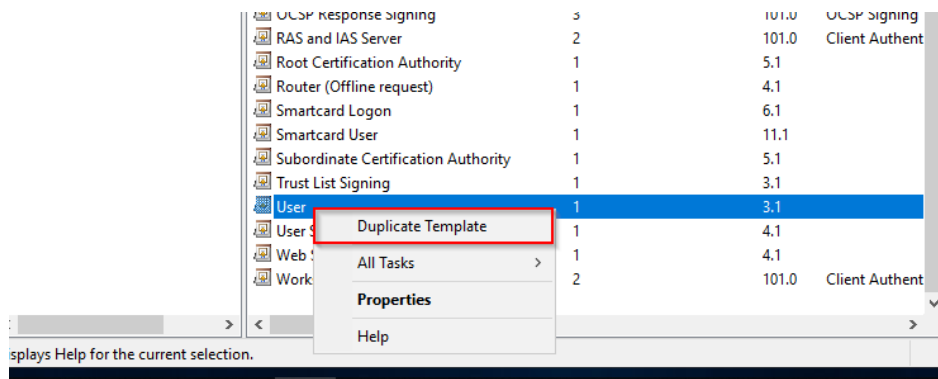 OCSP Response Signing 3 101.0 OCSP Signing
RAS and IAS Server 2 101.0 Client Authent
Root Certification Authority 1 5.1
Router (Offline request) 1 4.1
Smartcard Logon 1 6.1
Smartcard User 1 11.1
Subordinate Certification Authority 1 5.1
Trust List Signing 1 3.1
User 1 3.1
User S 1 4.1
Web S 1 4.1
Work 2 101.0 Client Authent
Duplicate Template
All Tasks
Properties
Help
isplays Help for the current selection.